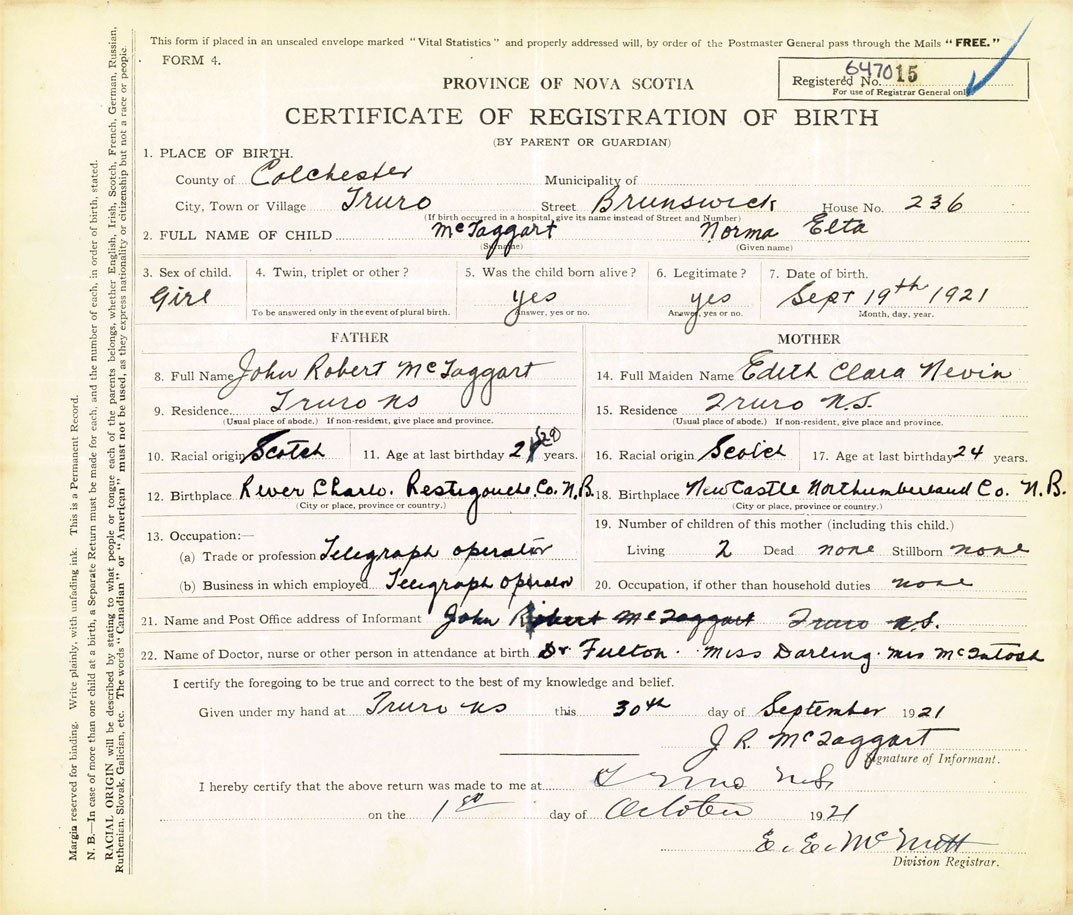 This form if placed in an unsealed envelope marked "Vital Statistics" and properly addressed will, by order of the Postmaster General pass through the Mails "FREE."
FORM 4.
Registered No. 647015
For use of Registrar General only
PROVINCE OF NOVA SCOTIA
CERTIFICATE OF REGISTRATION OF BIRTH
(BY PARENT OR GUARDIAN)
1. PLACE OF BIRTH.
County of Colchester Municipality of
City, Town or Village Truro Street Brunswick House No. 236
(If birth occurred in a hospital, give its name instead of Street and Number)
2. FULL NAME OF CHILD McTaggart Norma Elta
(Surname) (Given name)
3. Sex of child. 4. Twin, triplet or other? 5. Was the child born alive? 6. Legitimate? 7. Date of birth.
Girl yes yes Sept 19th 1921
To be answered only in the event of plural birth. Answer, yes or no. Answer, yes or no. Month, day, year.
FATHER
8. Full Name John Robert McTaggart
9. Residence Truro NS
(Usual place of abode.) If non-resident, give place and province.
10. Racial origin Scotch 11. Age at last birthday years.
12. Birthplace River Charlo. Restigouche Co. N.B.
(City or place, province or country.)
13. Occupation:—
(a) Trade or profession Telegraph operator
(b) Business in which employed Telegraph operator
MOTHER
14. Full Maiden Name Edith Clara Nevin
15. Residence Truro N.S.
(Usual place of abode.) If non-resident, give place and province.
16. Racial origin Scotch 17. Age at last birthday 24 years.
18. Birthplace NewCastle Northumberland Co. N.B.
(City or place, province or country.)
19. Number of children of this mother (including this child.)
Living 2 Dead none Stillborn none
20. Occupation, if other than household duties none
21. Name and Post Office address of Informant John Robert McTaggart Truro N.S.
22. Name of Doctor, nurse or other person in attendance at birth Dr Fulton. Miss Darling. Mrs McIntosh
I certify the foregoing to be true and correct to the best of my knowledge and belief.
Given under my hand at Truro NS this 30th day of September 1921
J R. McTaggart
Signature of Informant.
I hereby certify that the above return was made to me at Truro N.S.
on the 1st day of October 1921
E. E. McNutt
Division Registrar.
Margin reserved for binding. Write plainly, with unfading ink. This is a Permanent Record.
N. B.—In case of more than one child at a birth, a Separate Return must be made for each, and the number of each, in order of birth, stated.
RACIAL ORIGIN will be described by stating to what people or tongue each of the parents belongs, whether English, Irish, Scotch, French, German, Russian,
Ruthenian, Slovak, Galician, etc. The words "Canadian" or "American" must not be used, as they express nationality or citizenship but not a race or people.